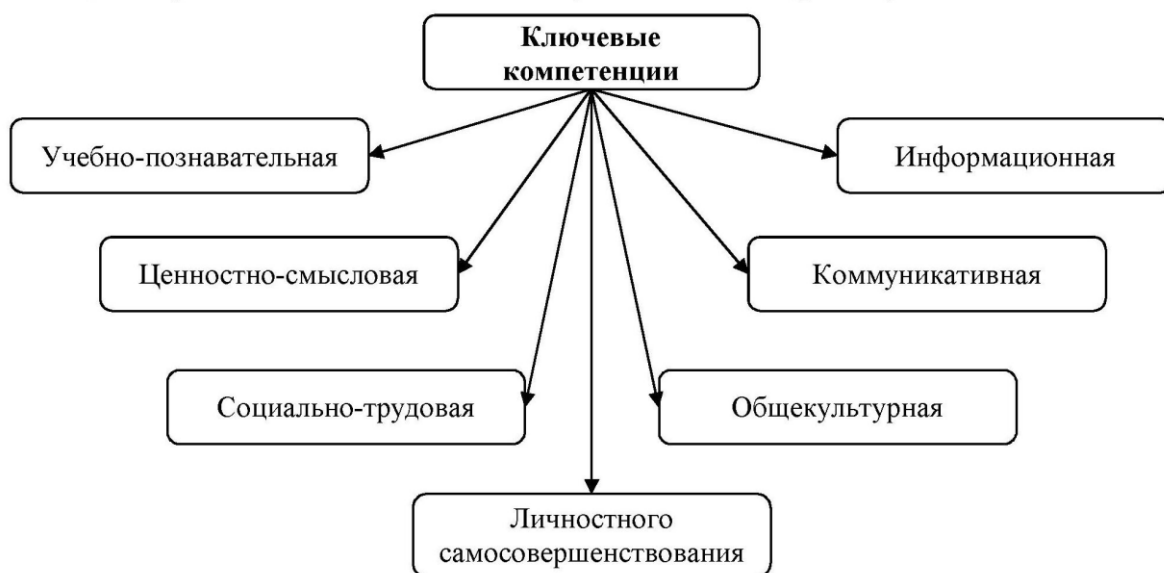 Ключевые
компетенции
Учебно-познавательная
Информационная
Ценностно-смысловая
Коммуникативная
Социально-трудовая
Общекультурная
Личностного
самосовершенствования